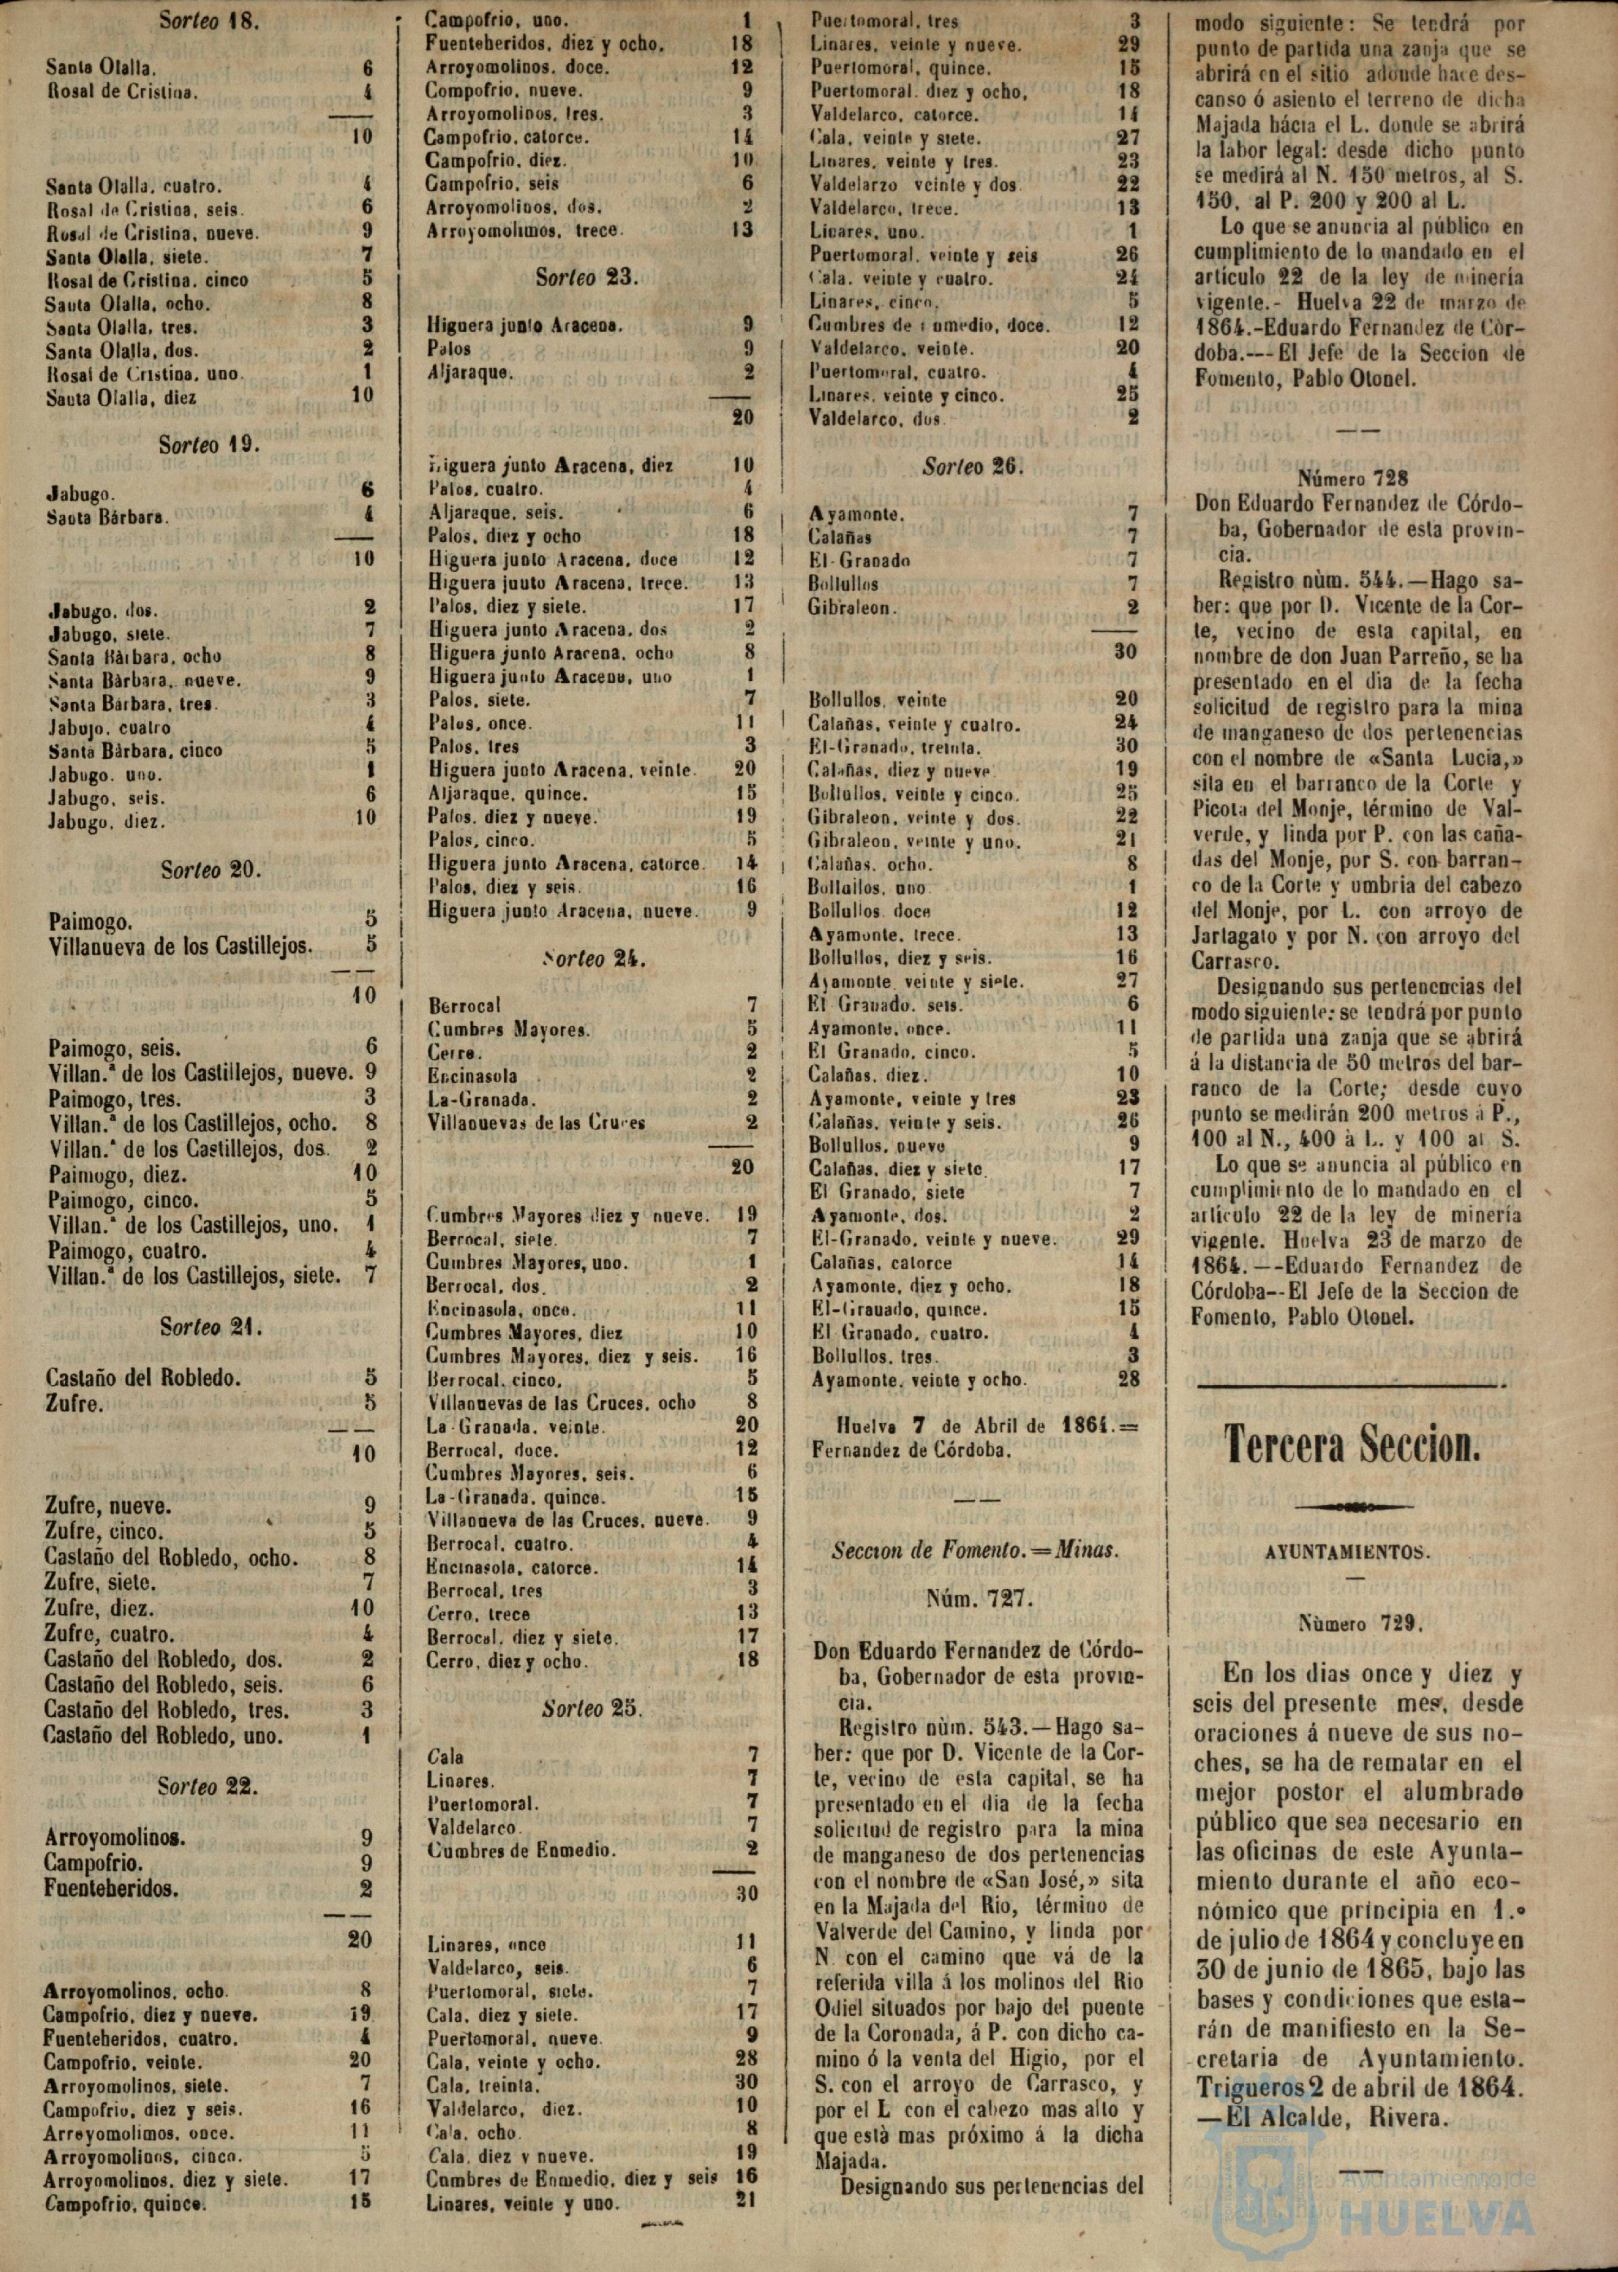 Sorteo 18.
Santa Olalla. 6
Rosal de Cristina. 4
10
Santa Olalla, cuatro. 4
Rosal de Cristina, seis. 6
Rosal de Cristina, nueve. 9
Santa Olalla, siete. 7
Rosal de Cristina, cinco 5
Santa Olalla, ocho. 8
Santa Olalla, tres. 3
Santa Olalla, dos. 2
Rosal de Cristina, uno. 1
Santa Olalla, diez 10
Sorteo 19.
Jabugo. 6
Santa Bárbara. 4
10
Jabugo, dos. 2
Jabugo, siete. 7
Santa Bàrbara, ocho 8
Santa Bàrbara, nueve. 9
Santa Bárbara, tres. 3
Jabujo, cuatro 4
Santa Bàrbara, cinco 5
Jabugo. uno. 1
Jabugo, seis. 6
Jabugo, diez. 10
Sorteo 20.
Paimogo. 5
Villanueva de los Castillejos. 5
10
Paimogo, seis. 6
Villan.ª de los Castillejos, nueve. 9
Paimogo, tres. 3
Villan.ª de los Castillejos, ocho. 8
Villan.ª de los Castillejos, dos. 2
Paimogo, diez. 10
Paimogo, cinco. 5
Villan.ª de los Castillejos, uno. 1
Paimogo, cuatro. 4
Villan.ª de los Castillejos, siete. 7
Sorteo 21.
Castaño del Robledo. 5
Zufre. 5
10
Zufre, nueve. 9
Zufre, cinco. 5
Castaño del Robledo, ocho. 8
Zufre, siete. 7
Zufre, diez. 10
Zufre, cuatro. 4
Castaño del Robledo, dos. 2
Castaño del Robledo, seis. 6
Castaño del Robledo, tres. 3
Castaño del Robledo, uno. 1
Sorteo 22.
Arroyomolinos. 9
Campofrio. 9
Fuenteheridos. 2
20
Arroyomolinos, ocho. 8
Campofrio, diez y nueve. 19
Fuenteheridos, cuatro. 4
Campofrio, veinte. 20
Arroyomolinos, siete. 7
Campofrio, diez y seis. 16
Arroyomolimos, once. 11
Arroyomolinos, cinco. 5
Arroyomolinos, diez y siete. 17
Campofrio, quince. 15
Campofrio, uno. 1
Fuenteheridos, diez y ocho. 18
Arroyomolinos, doce. 12
Compofrio, nueve. 9
Arroyomolinos, tres. 3
Campofrio, catorce. 14
Campofrio, diez. 10
Campofrio, seis 6
Arroyomolinos, dos. 2
Arroyomolimos, trece. 13
Sorteo 23.
Higuera junto Aracena. 9
Palos 9
Aljaraque. 2
20
Higuera junto Aracena, diez 10
Palos, cuatro. 4
Aljaraque, seis. 6
Palos, diez y ocho 18
Higuera junto Aracena, doce 12
Higuera junto Aracena, trece. 13
Palos, diez y siete. 17
Higuera junto Aracena, dos 2
Higuera junto Aracena, ocho 8
Higuera junto Aracena, uno 1
Palos, siete. 7
Palos, once. 11
Palos, tres 3
Higuera junto Aracena, veinte. 20
Aljaraque, quince. 15
Palos, diez y nueve. 19
Palos, cinco. 5
Higuera junto Aracena, catorce. 14
Palos, diez y seis. 16
Higuera junto Aracena, nueve. 9
Sorteo 24.
Berrocal 7
Cumbres Mayores. 5
Cerro. 2
Encinasola 2
La-Granada. 2
Villanuevas de las Cruces 2
20
Cumbres Mayores diez y nueve. 19
Berrocal, siete. 7
Cumbres Mayores, uno. 1
Berrocal, dos. 2
Encinasola, once. 11
Cumbres Mayores, diez 10
Cumbres Mayores, diez y seis. 16
Berrocal, cinco. 5
Villanuevas de las Cruces, ocho 8
La-Granada, veinte. 20
Berrocal, doce. 12
Cumbres Mayores, seis. 6
La-Granada, quince. 15
Villanueva de las Cruces, nueve. 9
Berrocal, cuatro. 4
Encinasola, catorce. 14
Berrocal, tres 3
Cerro, trece 13
Berrocal, diez y siete. 17
Cerro, diez y ocho. 18
Sorteo 25.
Cala 7
Linares. 7
Puertomoral. 7
Valdelarco 7
Cumbres de Enmedio. 2
30
Linares, once 11
Valdelarco, seis. 6
Puertomoral, siete. 7
Cala, diez y siete. 17
Puertomoral, nueve. 9
Cala, veinte y ocho. 28
Cala, treinta. 30
Valdelarco, diez. 10
Cala, ocho. 8
Cala, diez y nueve. 19
Cumbres de Enmedio, diez y seis 16
Linares, veinte y uno. 21
Puertomoral, tres 3
Linares, veinte y nueve. 29
Puertomoral, quince. 15
Puertomoral. diez y ocho, 18
Valdelarco, catorce. 14
Cala, veinte y siete. 27
Linares, veinte y tres. 23
Valdelarzo veinte y dos. 22
Valdelarco, trece. 13
Linares, uno. 1
Puertomoral, veinte y seis 26
Cala, veinte y cuatro. 24
Linares, cinco. 5
Cumbres de Enmedio, doce. 12
Valdelarco, veinte. 20
Puertomoral, cuatro. 4
Linares, veinte y cinco. 25
Valdelarco, dos. 2
Sorteo 26.
Ayamonte. 7
Calañas 7
El-Granado 7
Bollullos 7
Gibraleon. 2
30
Bollullos, veinte 20
Calañas, veinte y cuatro. 24
El-Granado, treinta. 30
Calañas, diez y nueve. 19
Bollullos, veinte y cinco. 25
Gibraleon, veinte y dos. 22
Gibraleon, veinte y uno. 21
Calañas, ocho. 8
Bollullos, uno 1
Bollullos doce 12
Ayamonte, trece. 13
Bollullos, diez y seis. 16
Ayamonte veinte y siete. 27
El Granado, seis. 6
Ayamonte, once. 11
El Granado, cinco. 5
Calañas, diez. 10
Ayamonte, veinte y tres 23
Calañas, veinte y seis. 26
Bollullos, nueve 9
Calañas, diez y siete 17
El Granado, siete 7
Ayamonte, dos. 2
El-Granado, veinte y nueve. 29
Calañas, catorce 14
Ayamonte, diez y ocho. 18
El-Granado, quince. 15
El Granado, cuatro. 4
Bollullos, tres. 3
Ayamonte, veinte y ocho. 28
Huelva 7 de Abril de 1864.=
Fernandez de Córdoba.
Seccion de Fomento.=Minas.
Núm. 727.
Don Eduardo Fernandez de Córdo-
ba, Gobernador de esta provin-
cia.
Registro nùm. 543.—Hago sa-
ber: que por D. Vicente de la Cor-
te, vecino de esta capital, se ha
presentado en el dia de la fecha
solicitud de registro para la mina
de manganeso de dos pertenencias
con el nombre de «San José,» sita
en la Majada del Rio, término de
Valverde del Camino, y linda por
N con el camino que vá de la
referida villa á los molinos del Rio
Odiel situados por bajo del puente
de la Coronada, á P. con dicho ca-
mino ó la venta del Higio, por el
S. con el arroyo de Carrasco, y
por el L con el cabezo mas alto y
que està mas próximo á la dicha
Majada.
Designando sus pertenencias del
modo siguiente: Se tendrá por
punto de partida una zanja que se
abrirá en el sitio adonde hace des-
canso ó asiento el terreno de dicha
Majada hácia el L. donde se abrirá
la labor legal: desde dicho punto
se medirá al N. 150 metros, al S.
150, al P. 200 y 200 al L.
Lo que se anuncia al público en
cumplimiento de lo mandado en el
artículo 22 de la ley de minería
vigente.- Huelva 22 de marzo de
1864.-Eduardo Fernandez de Còr-
doba.---El Jefe de la Seccion de
Fomento, Pablo Otonel.
Número 728
Don Eduardo Fernandez de Córdo-
ba, Gobernador de esta provin-
cia.
Registro nùm. 544.—Hago sa-
ber: que por D. Vicente de la Cor-
te, vecino de esta capital, en
nombre de don Juan Parreño, se ha
presentado en el dia de la fecha
solicitud de registro para la mina
de manganeso de dos pertenencias
con el nombre de «Santa Lucia,»
sita en el barranco de la Corte y
Picota del Monje, término de Val-
verde, y linda por P. con las caña-
das del Monje, por S. con barran-
co de la Corte y umbria del cabezo
del Monje, por L. con arroyo de
Jartagato y por N. con arroyo del
Carrasco.
Designando sus pertenencias del
modo siguiente: se tendrá por punto
de partida una zanja que se abrirá
á la distancia de 50 metros del bar-
ranco de la Corte; desde cuyo
punto se medirán 200 metros á P.,
100 al N., 400 à L. y 100 al S.
Lo que se anuncia al público en
cumplimiento de lo mandado en el
artículo 22 de la ley de minería
vigente. Huelva 23 de marzo de
1864.--Eduardo Fernandez de
Córdoba--El Jefe de la Seccion de
Fomento, Pablo Otonel.
Tercera Seccion.
AYUNTAMIENTOS.
Nùmero 729.
En los dias once y diez y
seis del presente mes, desde
oraciones á nueve de sus no-
ches, se ha de rematar en el
mejor postor el alumbrado
público que sea necesario en
las oficinas de este Ayunta-
miento durante el año eco-
nómico que principia en 1.º
de julio de 1864 y concluye en
30 de junio de 1865, bajo las
bases y condiciones que esta-
rán de manifiesto en la Se-
cretaria de Ayuntamiento.
Trigueros 2 de abril de 1864.
—El Alcalde, Rivera.
Ayuntamiento de
HUELVA